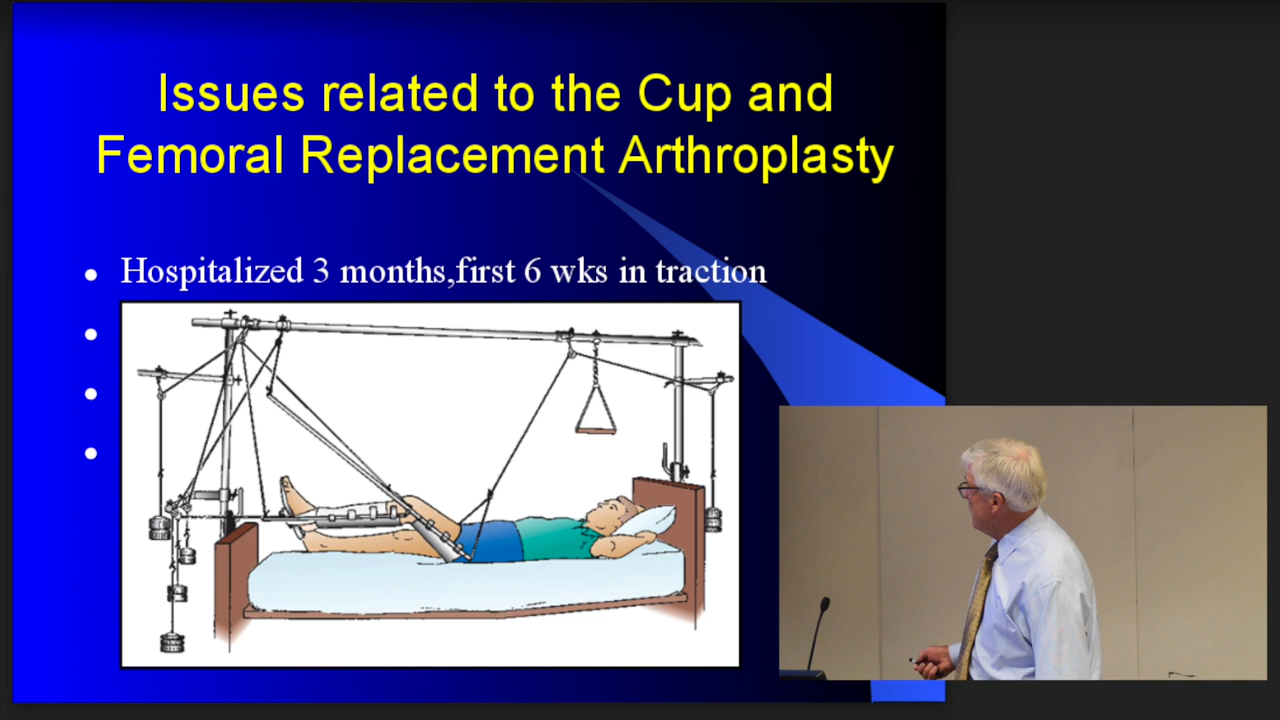 Issues related to the Cup and
Femoral Replacement Arthroplasty
Hospitalized 3 months,first 6 wks in traction